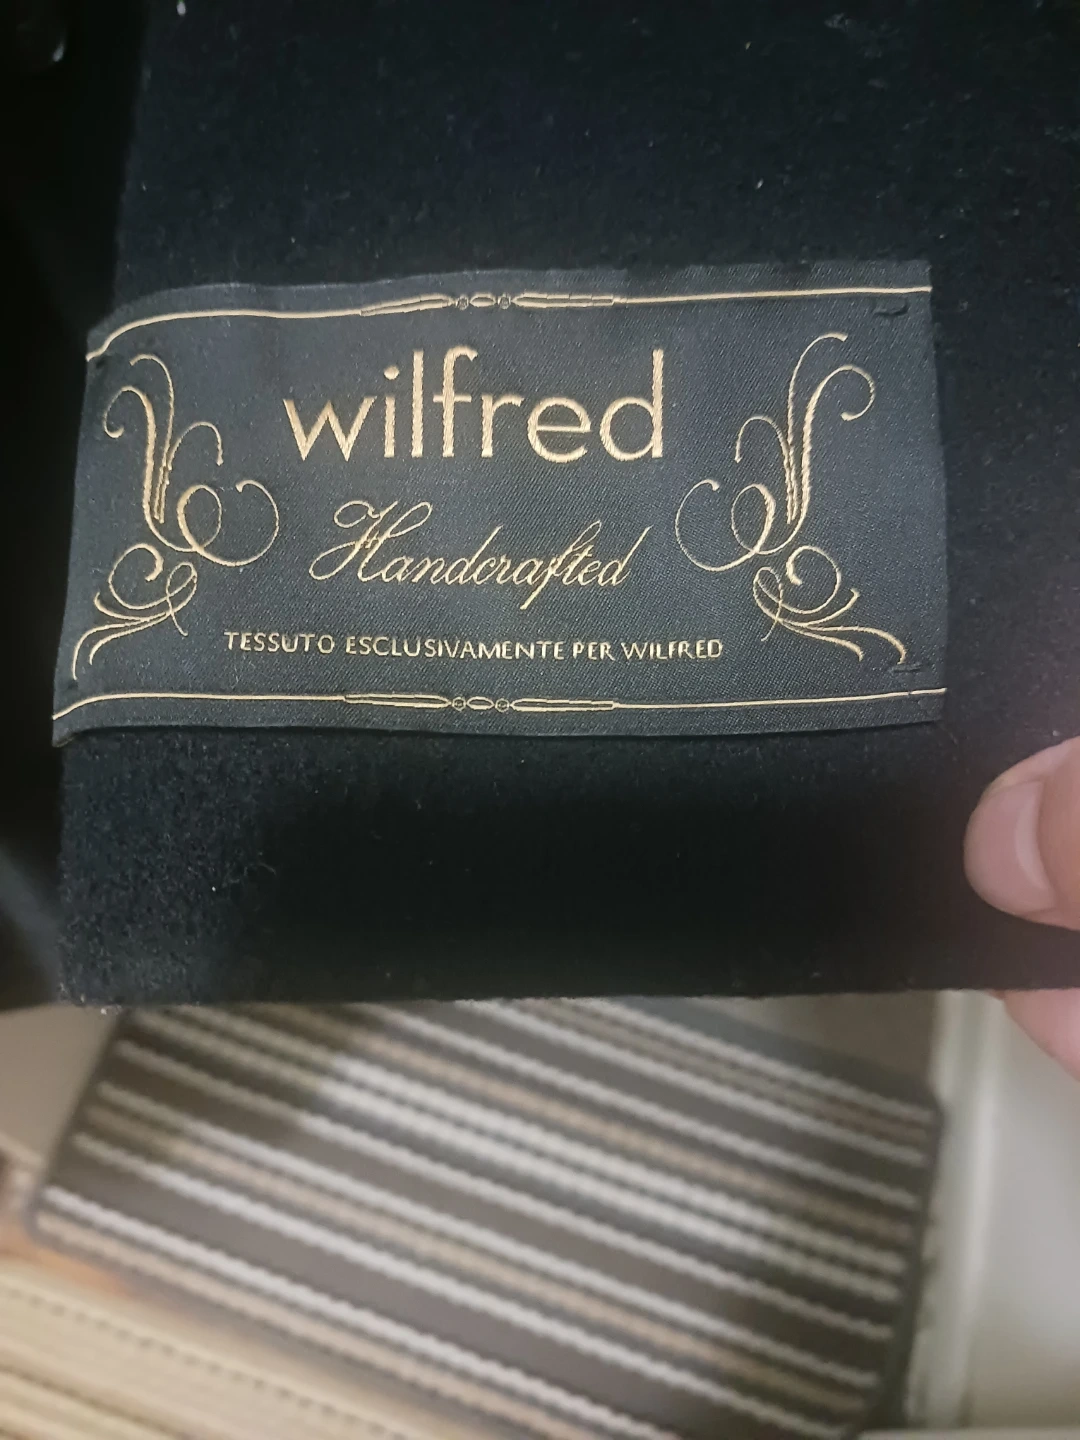 wilfred
Handcrafted
TESSUTO ESCLUSIVAMENTE PER WILFRED